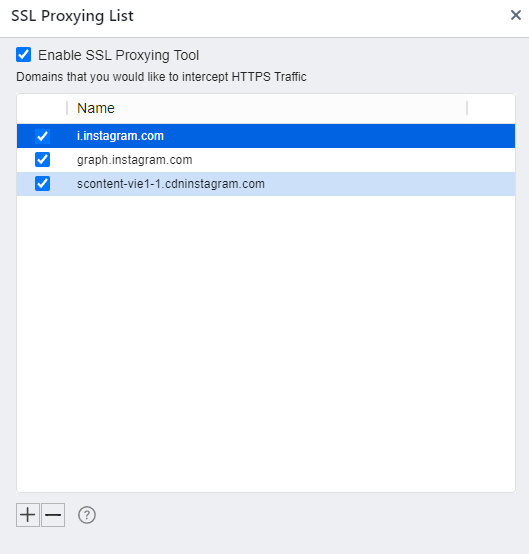 SSL Proxying List
Enable SSL Proxying Tool
Domains that you would like to intercept HTTPS Traffic
Name
i.instagram.com
graph.instagram.com
scontent-vie1-1.cdninstagram.com